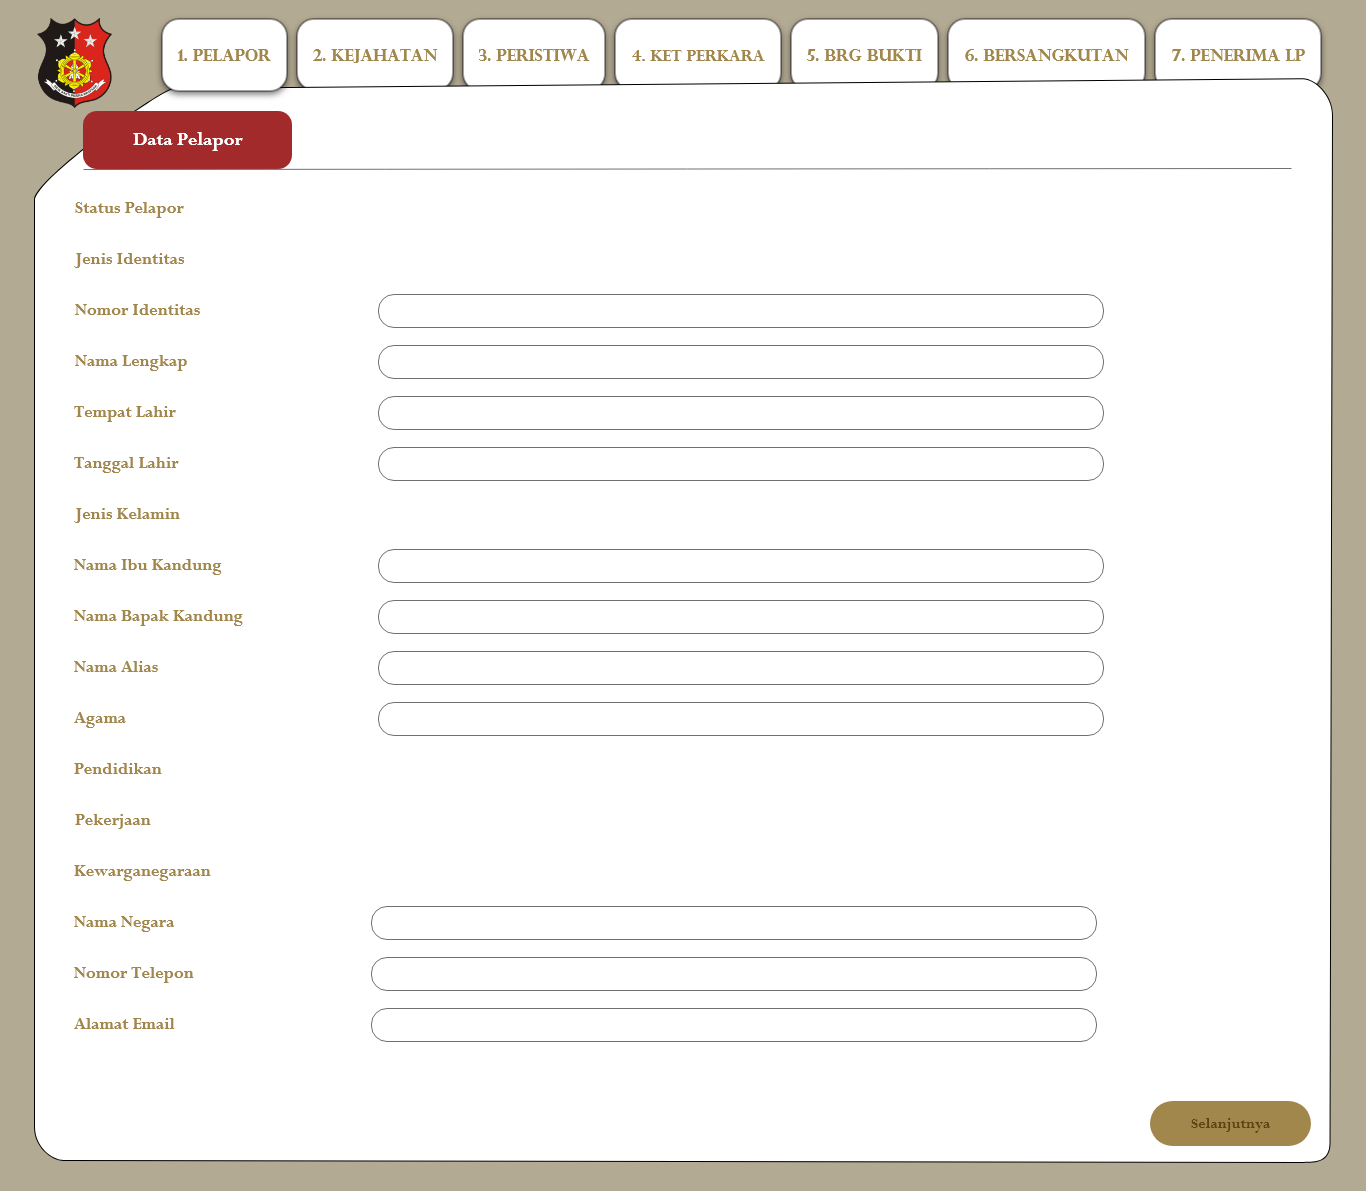 1. PELAPOR
2. KEJAHATAN
3. PERISTIWA
4. KET PERKARA
5. BRG BUKTI
6. BERSANGKUTAN
7. PENERIMA LP
Data Pelapor
Status Pelapor
Jenis Identitas
Nomor Identitas
Nama Lengkap
Tempat Lahir
Tanggal Lahir
Jenis Kelamin
Nama Ibu Kandung
Nama Bapak Kandung
Nama Alias
Agama
Pendidikan
Pekerjaan
Kewarganegaraan
Nama Negara
Nomor Telepon
Alamat Email
Selanjutnya